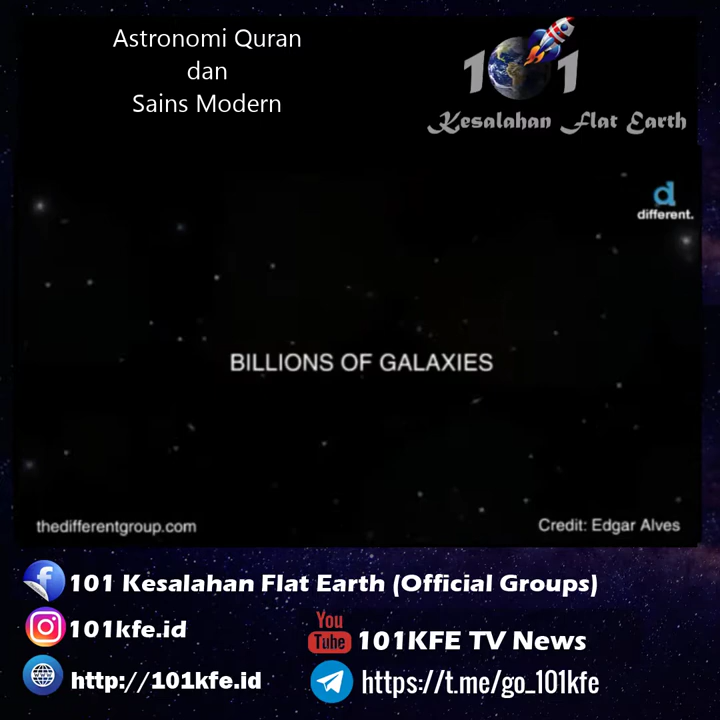 Astronomi Quran
dan
Sains Modern
101
Kesalahan Flat Earth
d
different.
BILLIONS OF GALAXIES
thedifferentgroup.com
Credit: Edgar Alves
f 101 Kesalahan Flat Earth (Official Groups)
101kfe.id
You
Tube 101KFE TV News
http://101kfe.id
https://t.me/go_101kfe